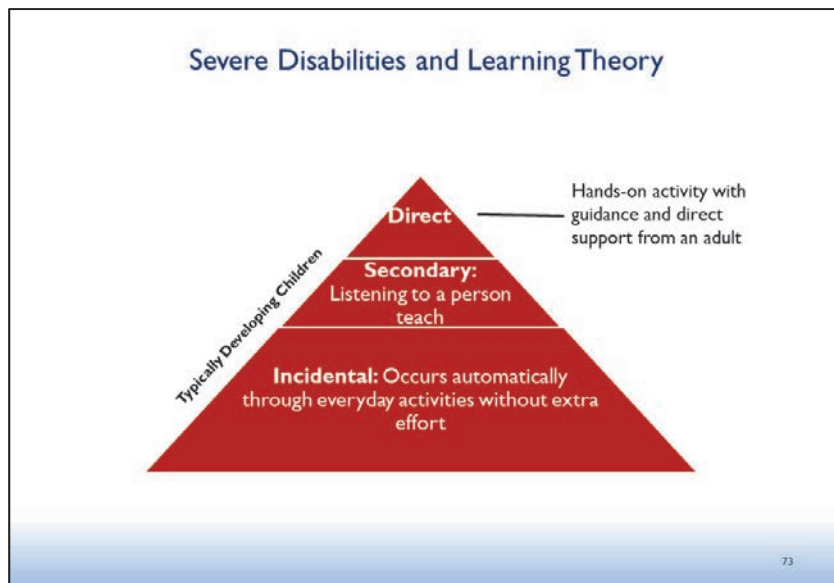 Severe Disabilities and Learning Theory
Direct
Hands-on activity with
guidance and direct
support from an adult
Typically Developing Children
Secondary:
Listening to a person
teach
Incidental: Occurs automatically
through everyday activities without extra
effort
73